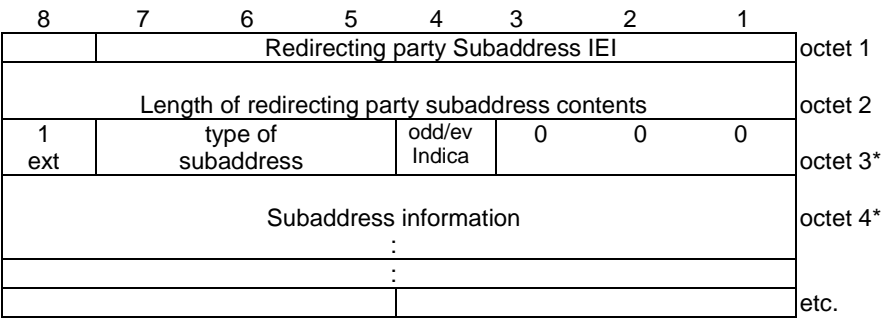 8 7 6 5 4 3 2 1
Redirecting party Subaddress IEI octet 1
Length of redirecting party subaddress contents octet 2
1 type of odd/ev 0 0 0
ext subaddress Indica octet 3*
Subaddress information octet 4*
:
:
etc.